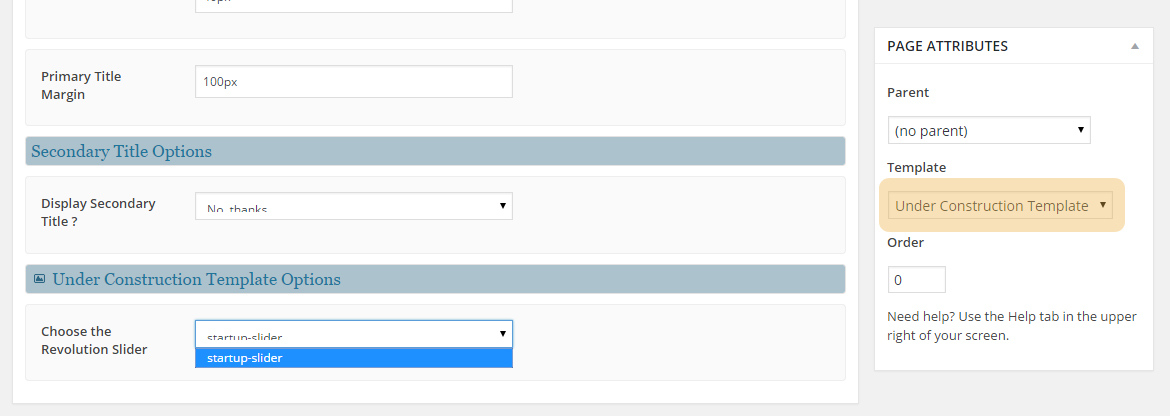 Primary Title
Margin
100px
Secondary Title Options
Display Secondary
Title ?
No, thanks
Under Construction Template Options
Choose the
Revolution Slider
startup-slider
startup-slider
PAGE ATTRIBUTES
Parent
(no parent)
Template
Under Construction Template
Order
0
Need help? Use the Help tab in the upper
right of your screen.